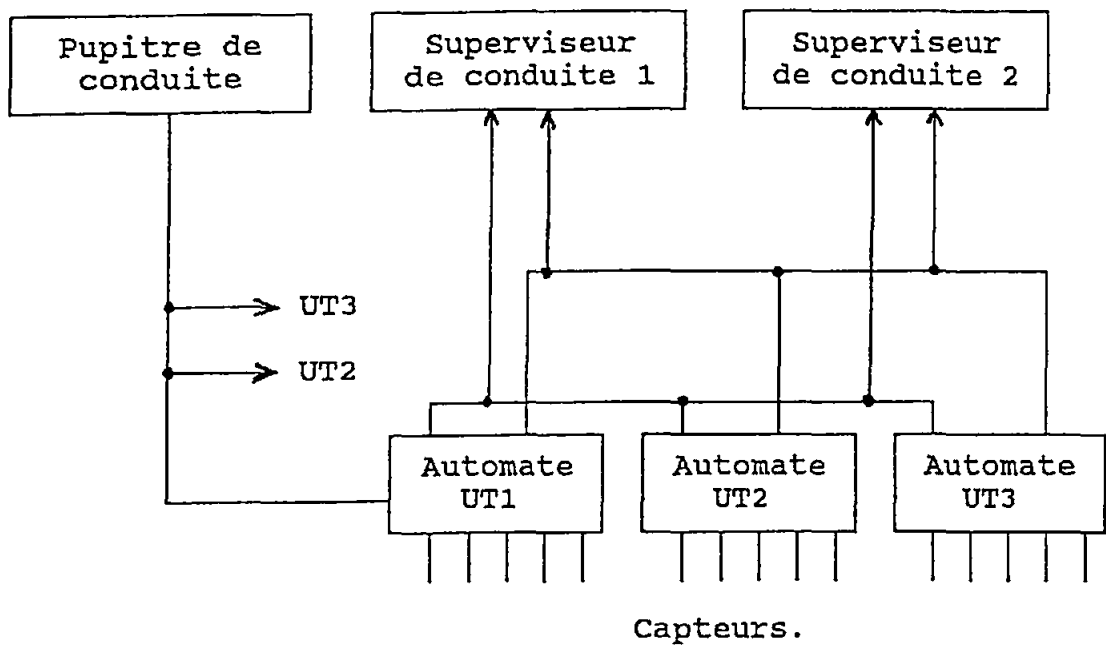 Pupitre de
conduite
Superviseur
de conduite 1
Superviseur
de conduite 2
UT3
UT2
Automate
UT1
Automate
UT2
Automate
UT3
Capteurs.